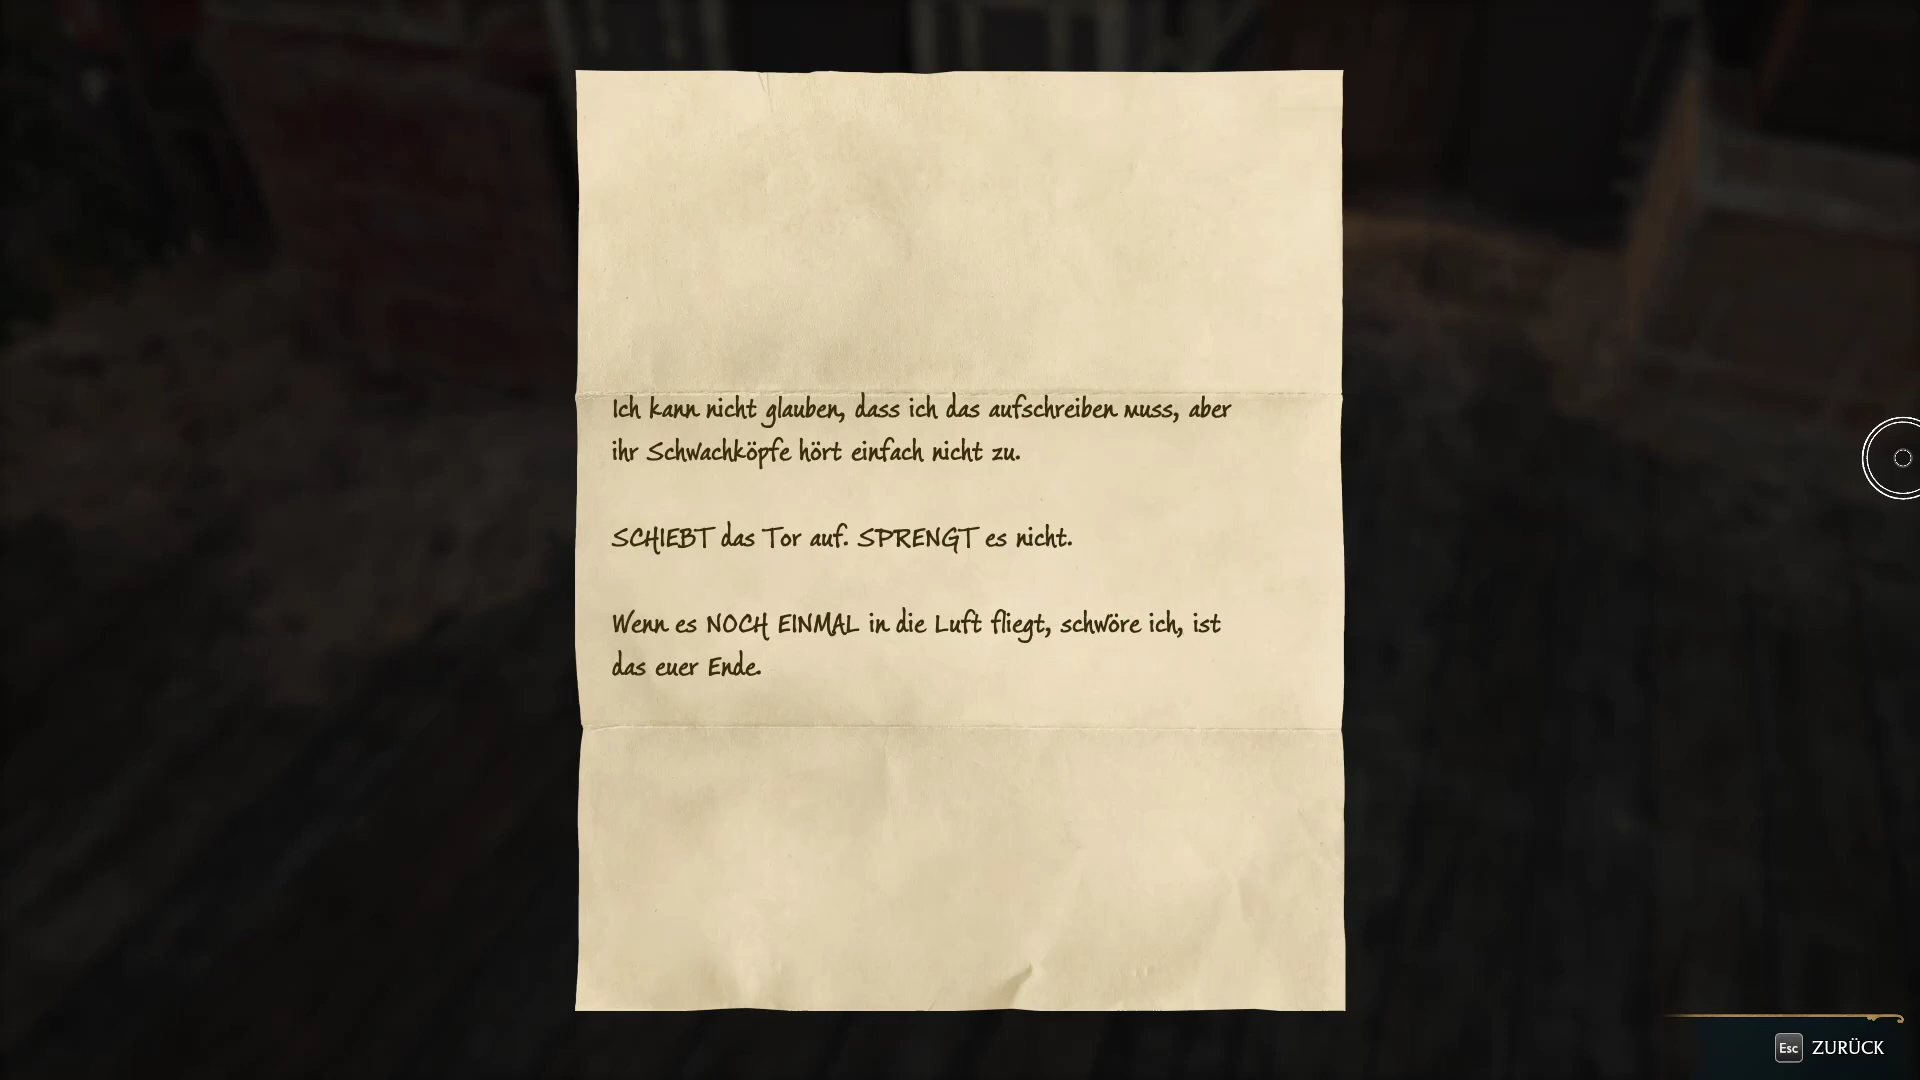 Ich kann nicht glauben, dass ich das aufschreiben muss, aber
ihr Schwachköpfe hört einfach nicht zu.
SCHIEBT das Tor auf. SPRENGT es nicht.
Wenn es NOCH EINMAL in die Luft fliegt, schwöre ich, ist
das euer Ende.
Esc ZURÜCK